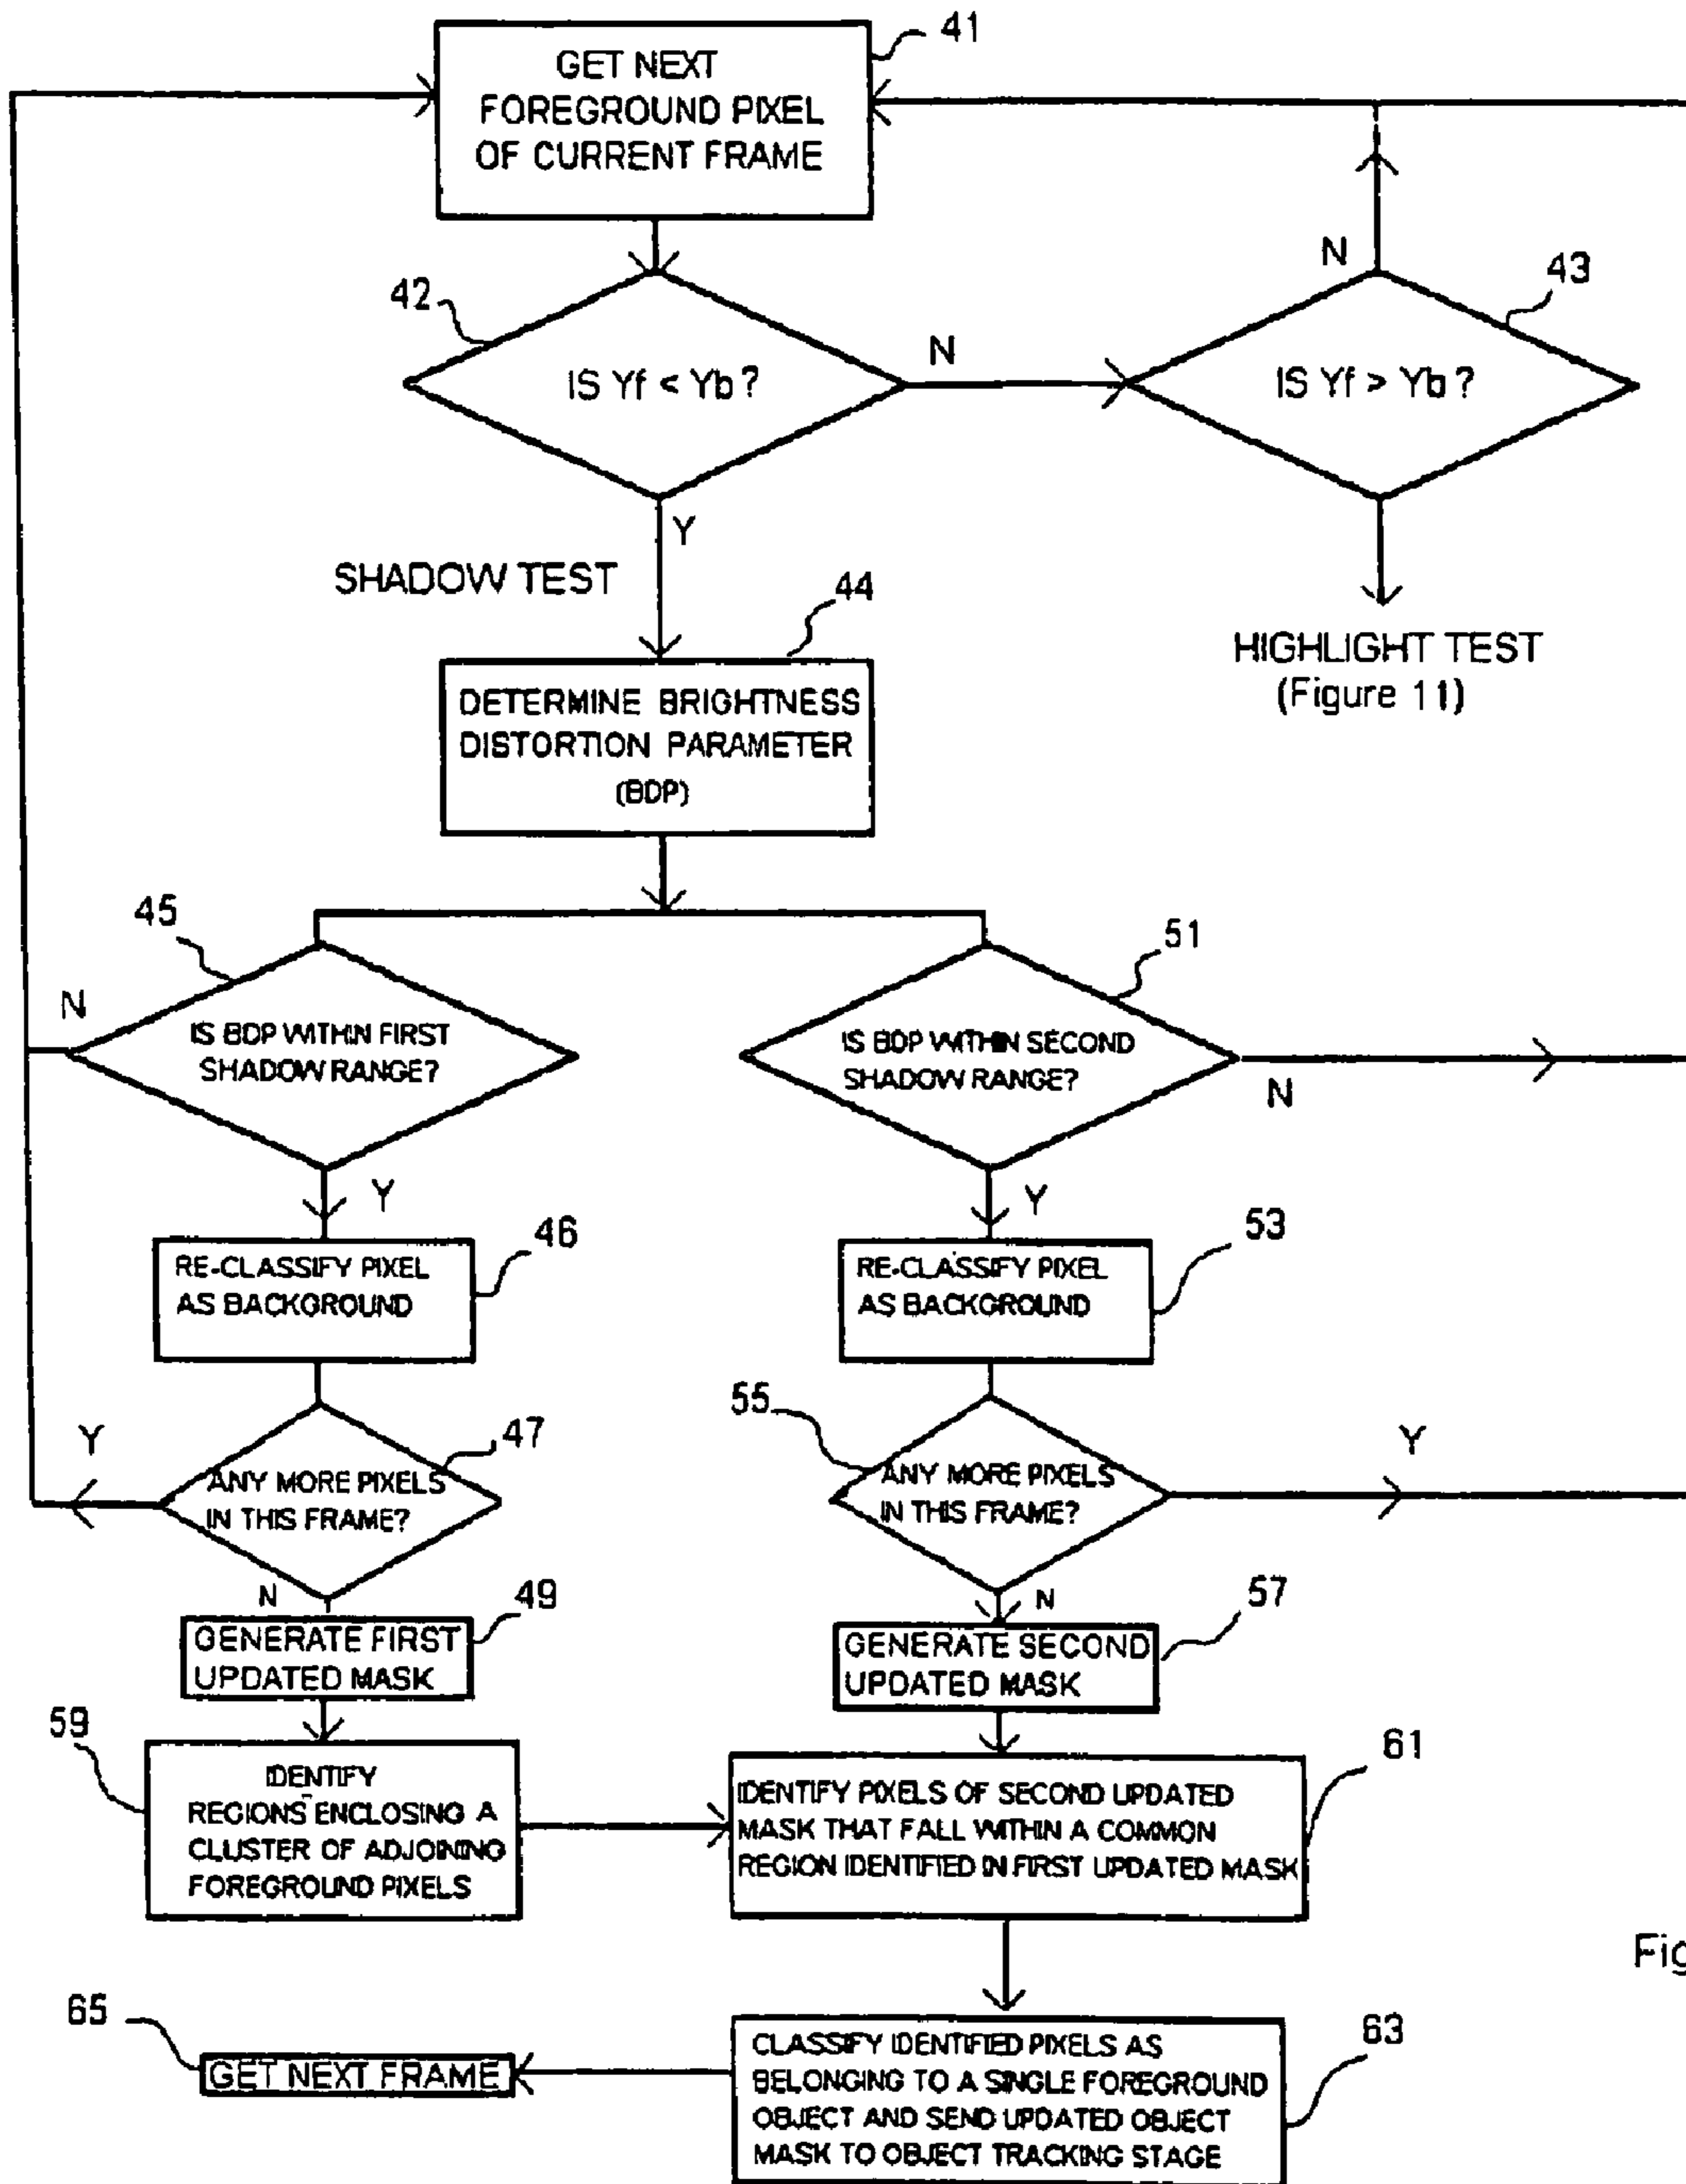 41
GET NEXT
FOREGROUND PIXEL
OF CURRENT FRAME
42
IS Yf < Yb?
N
N
43
IS Yf > Yb?
Y
SHADOW TEST
44
HIGHLIGHT TEST
(Figure 11)
DETERMINE BRIGHTNESS
DISTORTION PARAMETER
(BDP)
45
N
IS BDP WITHIN FIRST
SHADOW RANGE?
51
IS BDP WITHIN SECOND
SHADOW RANGE?
N
Y
Y
46
RE-CLASSIFY PIXEL
AS BACKGROUND
53
RE-CLASSIFY PIXEL
AS BACKGROUND
Y
47
ANY MORE PIXELS
IN THIS FRAME?
55
ANY MORE PIXELS
IN THIS FRAME?
Y
N
49
GENERATE FIRST
UPDATED MASK
N
57
GENERATE SECOND
UPDATED MASK
59
IDENTIFY
REGIONS ENCLOSING A
CLUSTER OF ADJOINING
FOREGROUND PIXELS
61
IDENTIFY PIXELS OF SECOND UPDATED
MASK THAT FALL WITHIN A COMMON
REGION IDENTIFIED IN FIRST UPDATED MASK
Fig
65
GET NEXT FRAME
63
CLASSIFY IDENTIFIED PIXELS AS
BELONGING TO A SINGLE FOREGROUND
OBJECT AND SEND UPDATED OBJECT
MASK TO OBJECT TRACKING STAGE